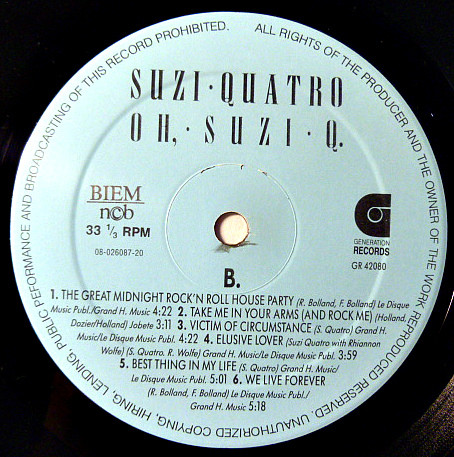 ALL RIGHTS OF THE PRODUCER AND THE OWNER OF THE WORK REPRODUCED RESERVED. UNAUTHORIZED COPYING, HIRING, LENDING, PUBLIC PEFORMANCE AND BROADCASTING OF THIS RECORD PROHIBITED.
SUZI·QUATRO
OH,·SUZI·Q.
BIEM
ncb
33 1/3 RPM
08-026087-20
GENERATION
RECORDS
GR 42080
B.
1. THE GREAT MIDNIGHT ROCK'N ROLL HOUSE PARTY (R. Bolland, F. Bolland) Le Disque
Music Publ./Grand H. Music 4:22 2. TAKE ME IN YOUR ARMS (AND ROCK ME) (Holland,
Dozier/Holland) Jobete 3:11 3. VICTIM OF CIRCUMSTANCE (S. Quatro) Grand H.
Music/Le Disque Music Publ. 4:22 4. ELUSIVE LOVER (Suzi Quatro with Rhiannon
Wolfe) (S. Quatro. R. Wolfe) Grand H. Music/Le Disque Music Publ. 3:59
5. BEST THING IN MY LIFE (S. Quatro) Grand H. Music/
Le Disque Music Publ. 5:01 6. WE LIVE FOREVER
(R. Bolland, F. Bolland) Le Disque Music Publ./
Grand H. Music 5:18